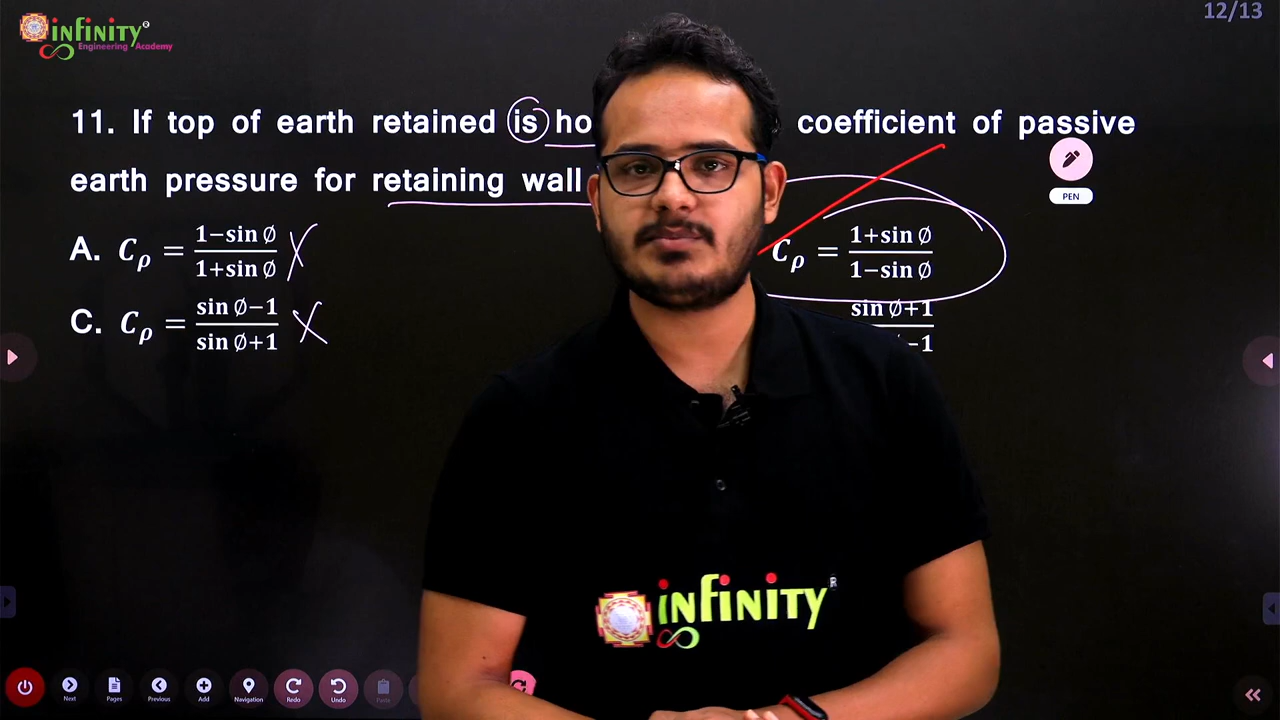 12/13
infinity®
Engineering Academy
11. If top of earth retained is ho coefficient of passive
earth pressure for retaining wall
PEN
A. Cρ = 1−sin ∅ / 1+sin ∅ X Cρ = 1+sin ∅ / 1−sin ∅
C. Cρ = sin ∅−1 / sin ∅+1 X sin ∅+1 / −1
infinity®
Next Pages Previous Add Navigation Redo Undo Paste